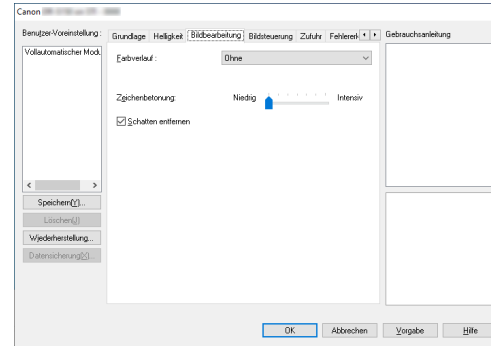 Canon
Benutzer-Voreinstellung :
Vollautomatischer Modu
Speichern(Y)...
Löschen(J)
Wiederherstellung...
Datensicherung(X)...
Grundlage Helligkeit Bildbearbeitung Bildsteuerung Zufuhr Fehlererk
Farbverlauf :
Ohne
Zeichenbetonung:
Niedrig
Intensiv
Schatten entfernen
Gebrauchsanleitung
OK Abbrechen Vorgabe Hilfe